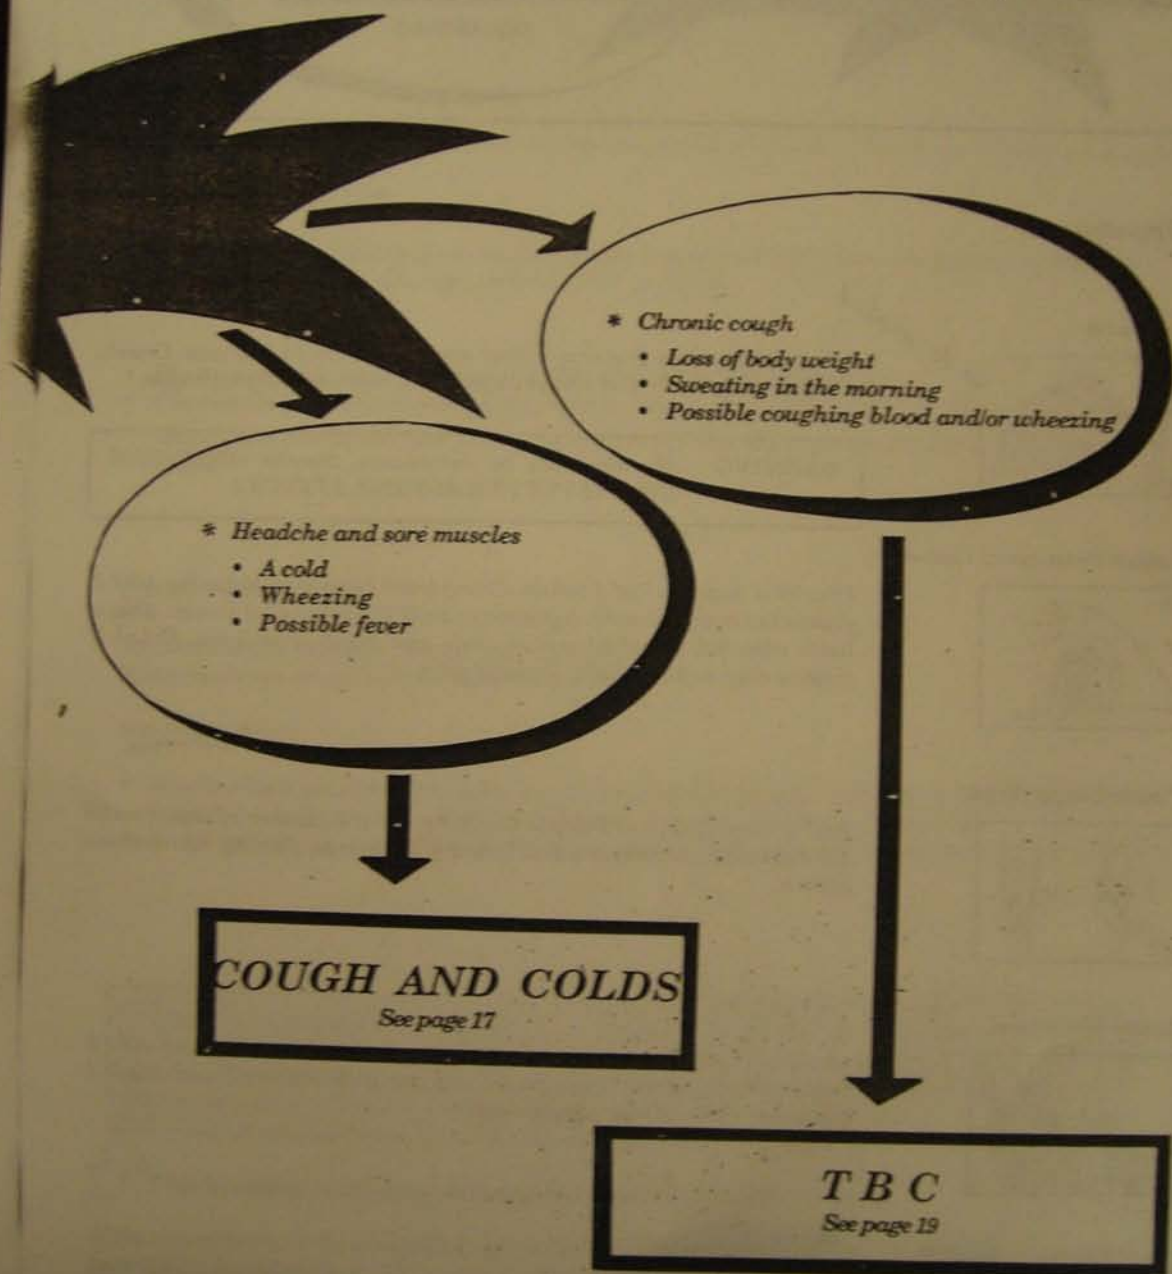 * Chronic cough
• Loss of body weight
• Sweating in the morning
• Possible coughing blood and/or wheezing
* Headche and sore muscles
• A cold
• Wheezing
• Possible fever
COUGH AND COLDS
See page 17
T B C
See page 19